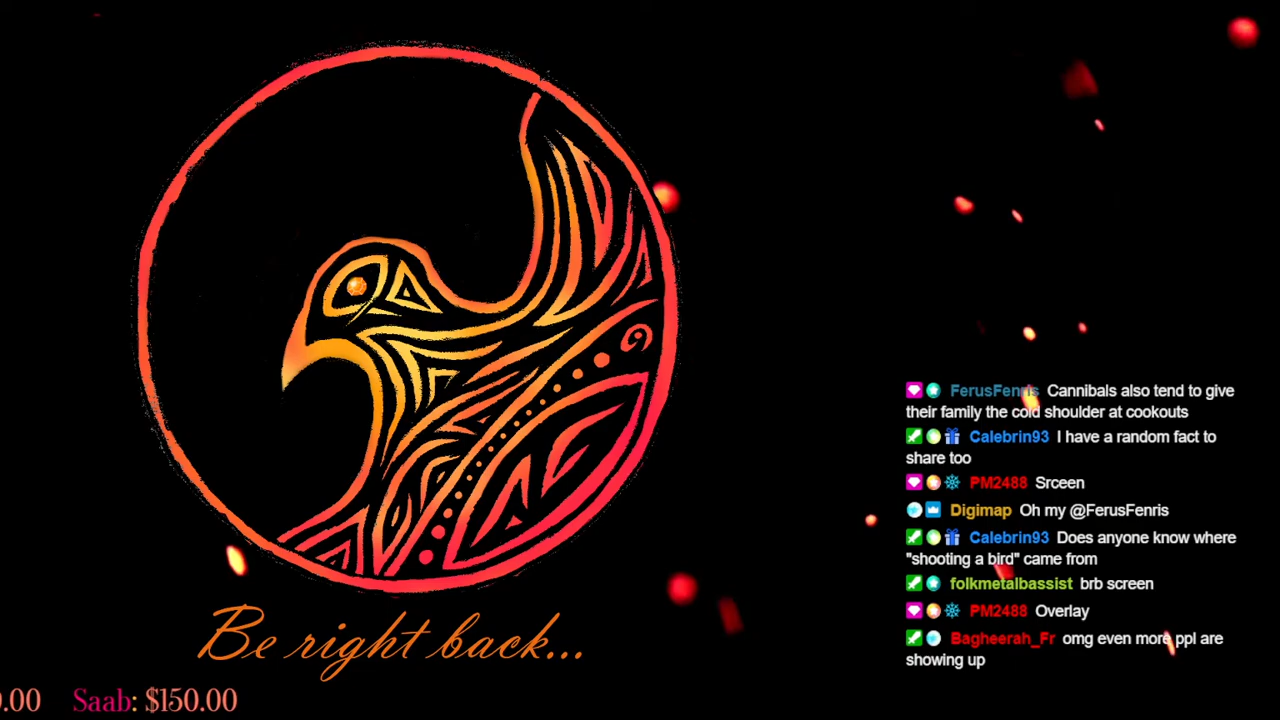 FerusFenris Cannibals also tend to give
their family the cold shoulder at cookouts
Calebrin93 I have a random fact to
share too
PM2488 Srceen
Digimap Oh my @FerusFenris
Calebrin93 Does anyone know where
"shooting a bird" came from
folkmetalbassist brb screen
PM2488 Overlay
Bagheerah_Fr omg even more ppl are
showing up
Be right back...
0.00 Saab: $150.00